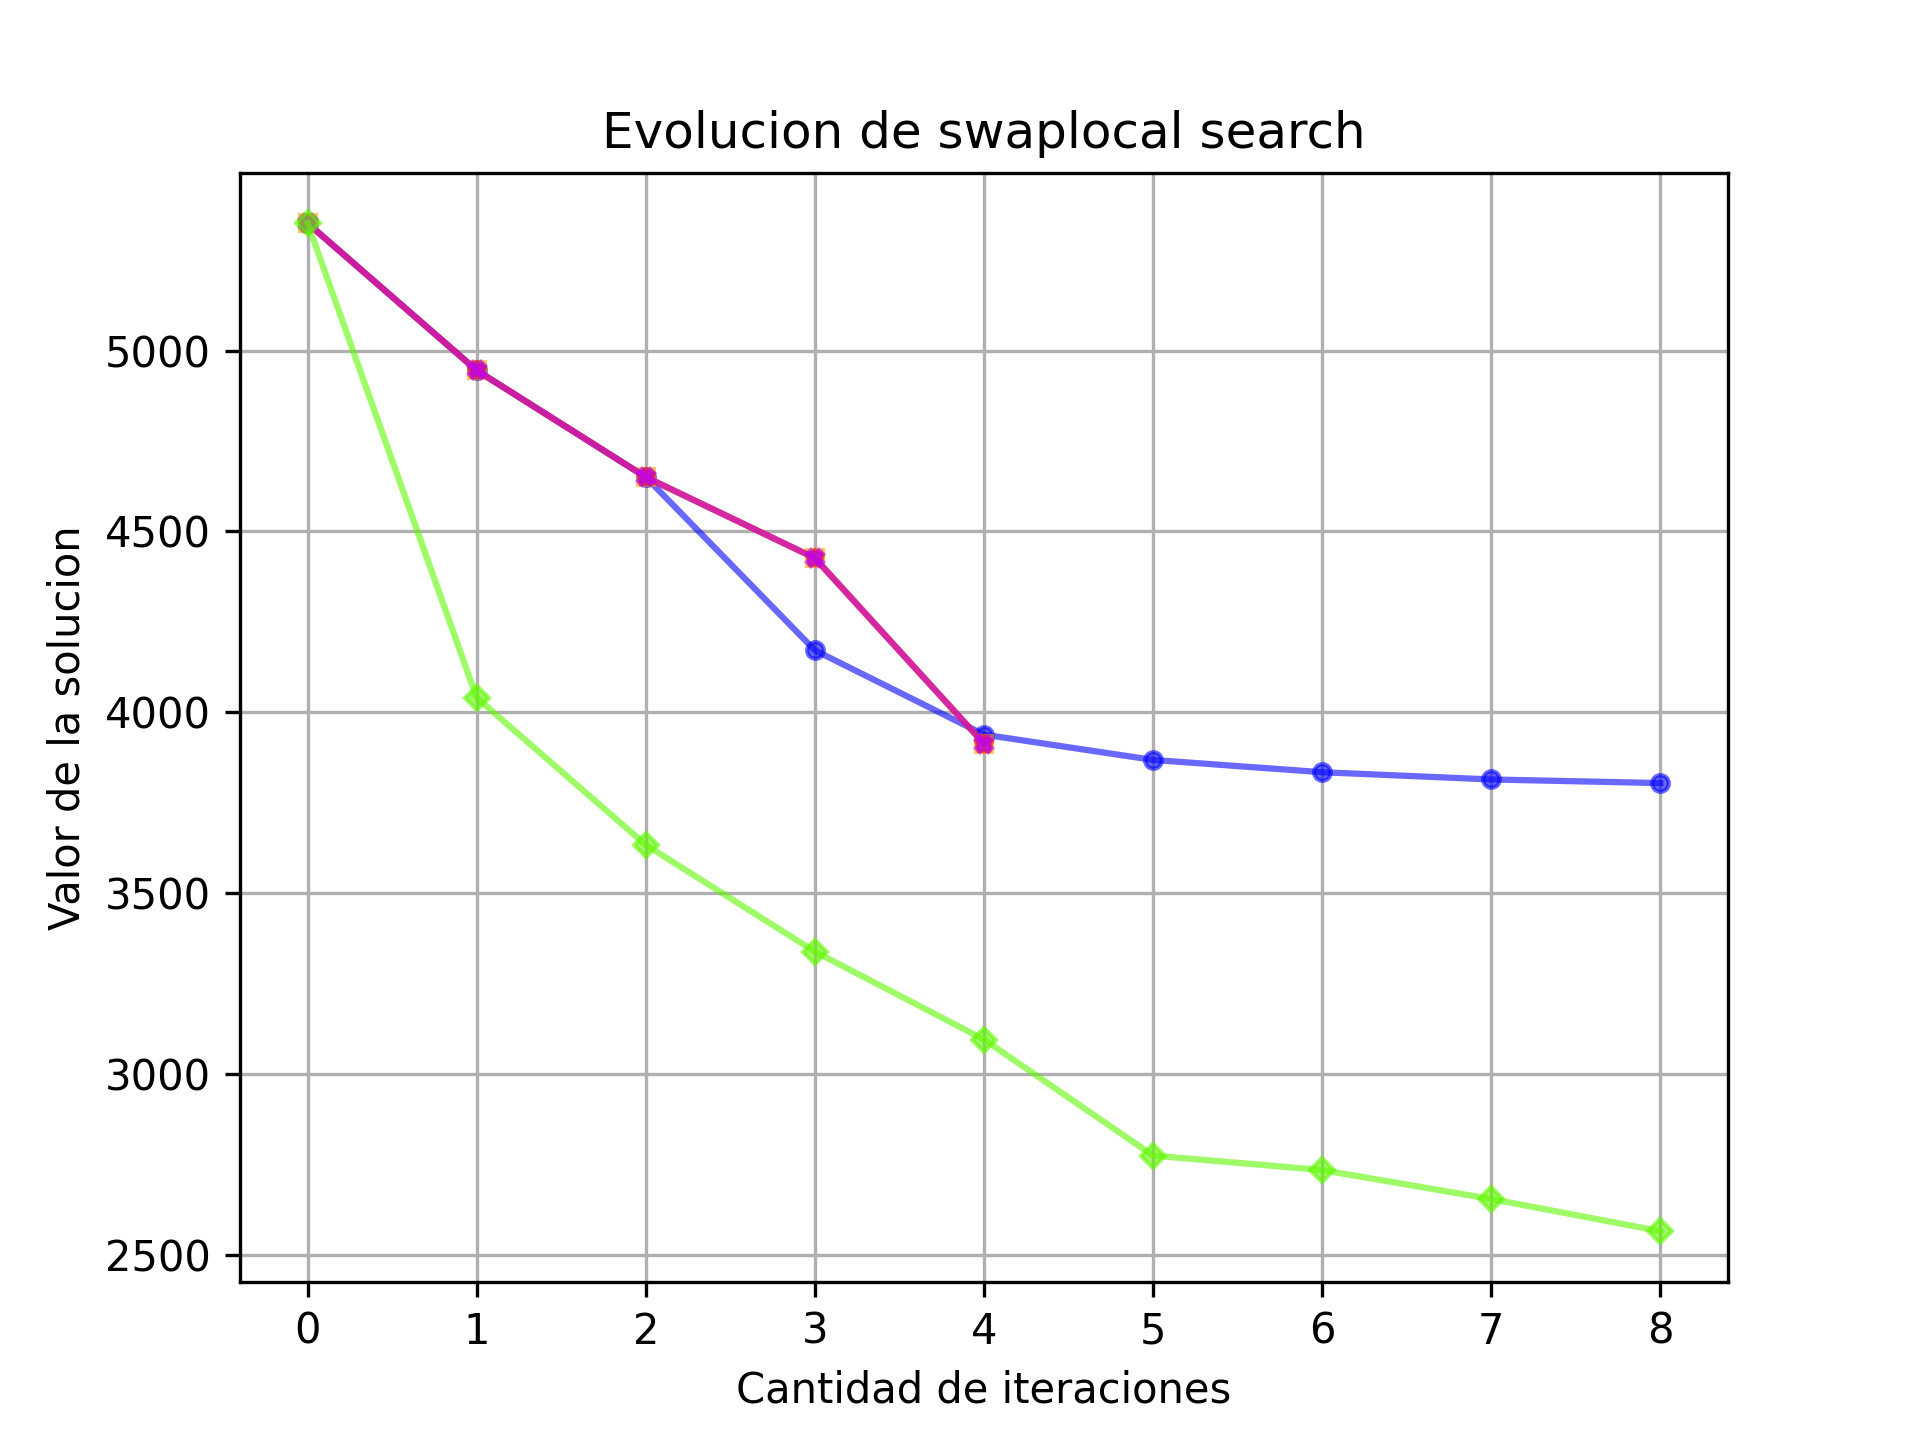 Evolucion de swaplocal search
Valor de la solucion
5000
4500
4000
3500
3000
2500
0 1 2 3 4 5 6 7 8
Cantidad de iteraciones